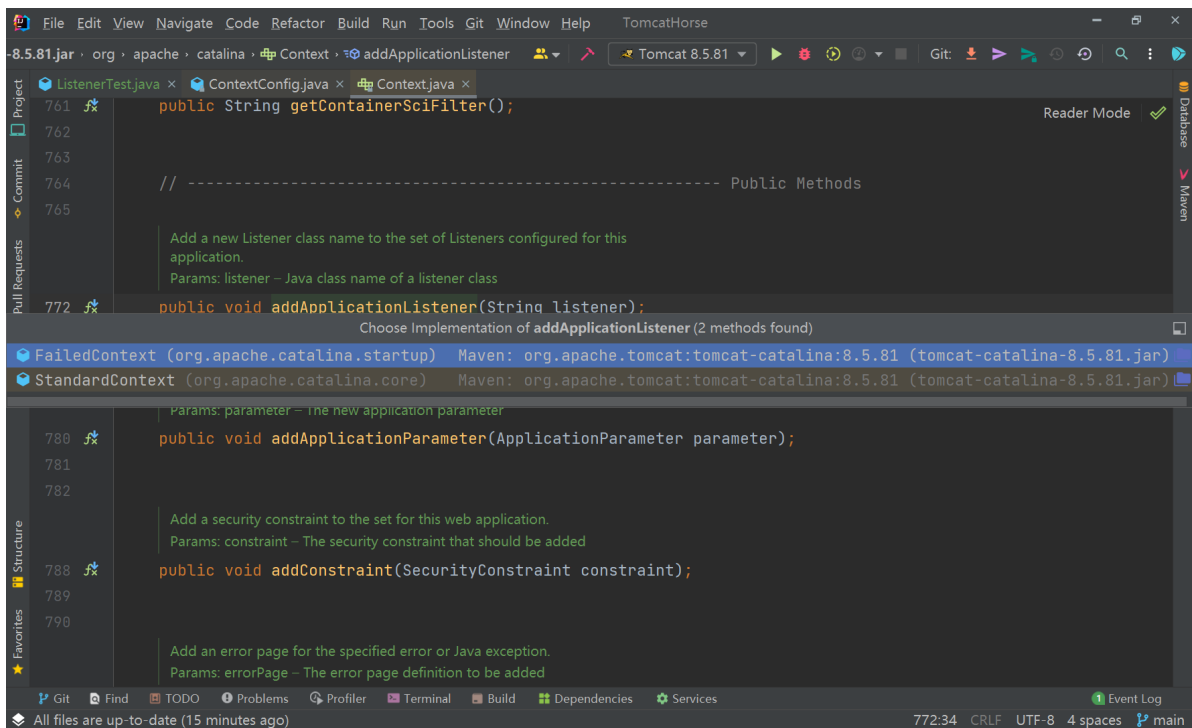 File Edit View Navigate Code Refactor Build Run Tools Git Window Help TomcatHorse
-8.5.81.jar › org › apache › catalina › Context › addApplicationListener Tomcat 8.5.81 Git:
ListenerTest.java × ContextConfig.java × Context.java ×
Project
Commit
Pull Requests
Structure
Favorites
761 public String getContainerSciFilter();
Reader Mode
762
763
764 // --------------------------------------------------------- Public Methods
765
Add a new Listener class name to the set of Listeners configured for this
application.
Params: listener – Java class name of a listener class
772 public void addApplicationListener(String listener);
Choose Implementation of addApplicationListener (2 methods found)
FailedContext (org.apache.catalina.startup) Maven: org.apache.tomcat:tomcat-catalina:8.5.81 (tomcat-catalina-8.5.81.jar)
StandardContext (org.apache.catalina.core) Maven: org.apache.tomcat:tomcat-catalina:8.5.81 (tomcat-catalina-8.5.81.jar)
Params: parameter – The new application parameter
780 public void addApplicationParameter(ApplicationParameter parameter);
781
782
Add a security constraint to the set for this web application.
Params: constraint – The security constraint that should be added
788 public void addConstraint(SecurityConstraint constraint);
789
790
Add an error page for the specified error or Java exception.
Params: errorPage – The error page definition to be added
Database
Maven
Git Find TODO Problems Profiler Terminal Build Dependencies Services 1 Event Log
All files are up-to-date (15 minutes ago) 772:34 CRLF UTF-8 4 spaces main